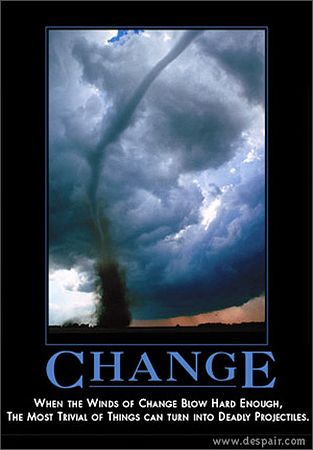 CHANGE
WHEN THE WINDS OF CHANGE BLOW HARD ENOUGH,
THE MOST TRIVIAL OF THINGS CAN TURN INTO DEADLY PROJECTILES.
www.despair.com